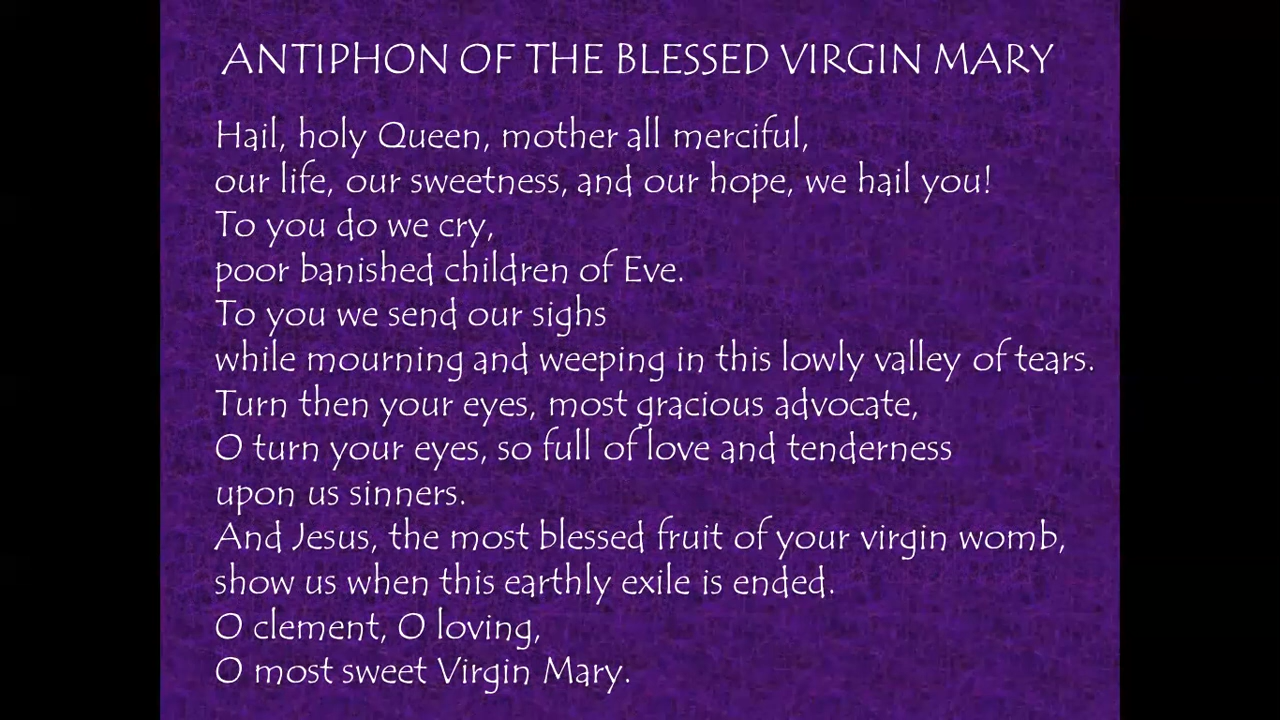 ANTIPHON OF THE BLESSED VIRGIN MARY
Hail, holy Queen, mother all merciful,
our life, our sweetness, and our hope, we hail you!
To you do we cry,
poor banished children of Eve.
To you we send our sighs
while mourning and weeping in this lowly valley of tears.
Turn then your eyes, most gracious advocate,
O turn your eyes, so full of love and tenderness
upon us sinners.
And Jesus, the most blessed fruit of your virgin womb,
show us when this earthly exile is ended.
O clement, O loving,
O most sweet Virgin Mary.